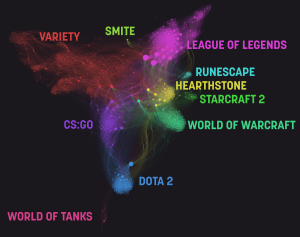 SMITE
VARIETY
LEAGUE OF LEGENDS
RUNESCAPE
HEARTHSTONE
STARCRAFT 2
CS:GO
WORLD OF WARCRAFT
DOTA 2
WORLD OF TANKS